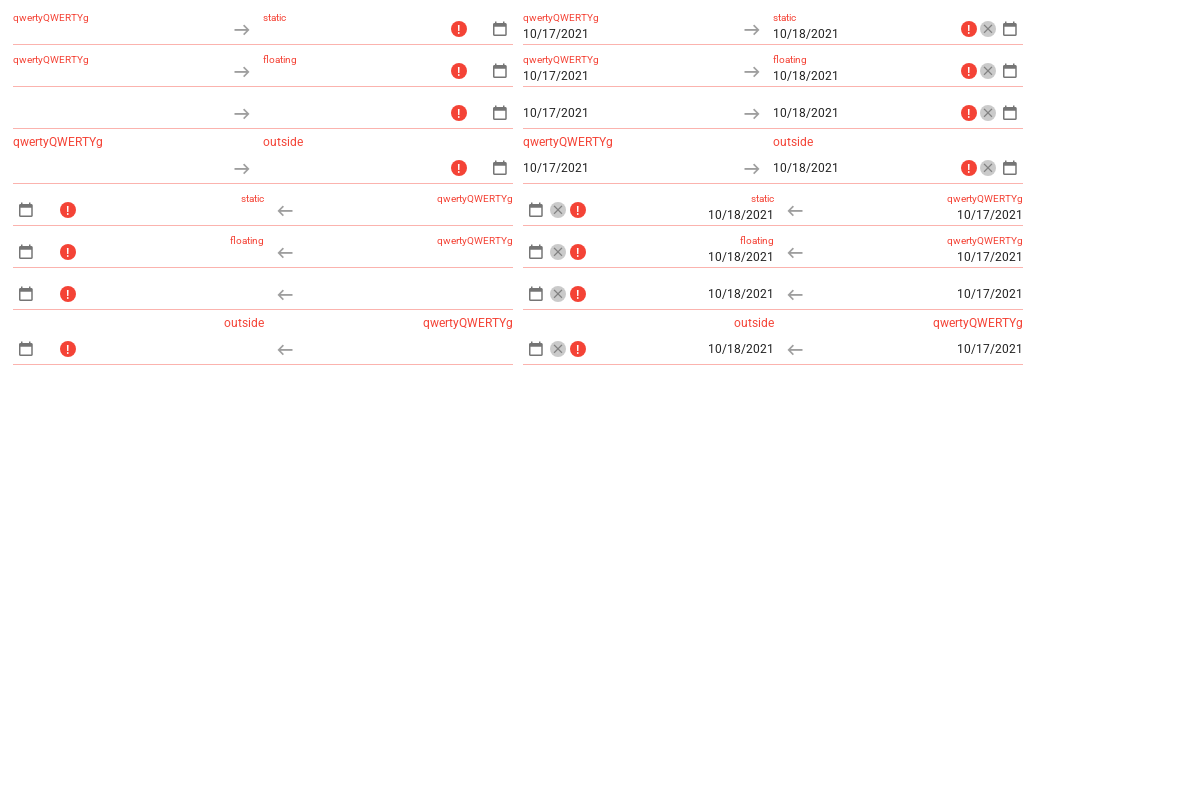 qwertyQWERTYg static qwertyQWERTYg static
10/17/2021 10/18/2021
qwertyQWERTYg floating qwertyQWERTYg floating
10/17/2021 10/18/2021
10/17/2021 10/18/2021
qwertyQWERTYg outside qwertyQWERTYg outside
10/17/2021 10/18/2021
static qwertyQWERTYg static qwertyQWERTYg
10/18/2021 10/17/2021
floating qwertyQWERTYg floating qwertyQWERTYg
10/18/2021 10/17/2021
10/18/2021 10/17/2021
outside qwertyQWERTYg outside qwertyQWERTYg
10/18/2021 10/17/2021